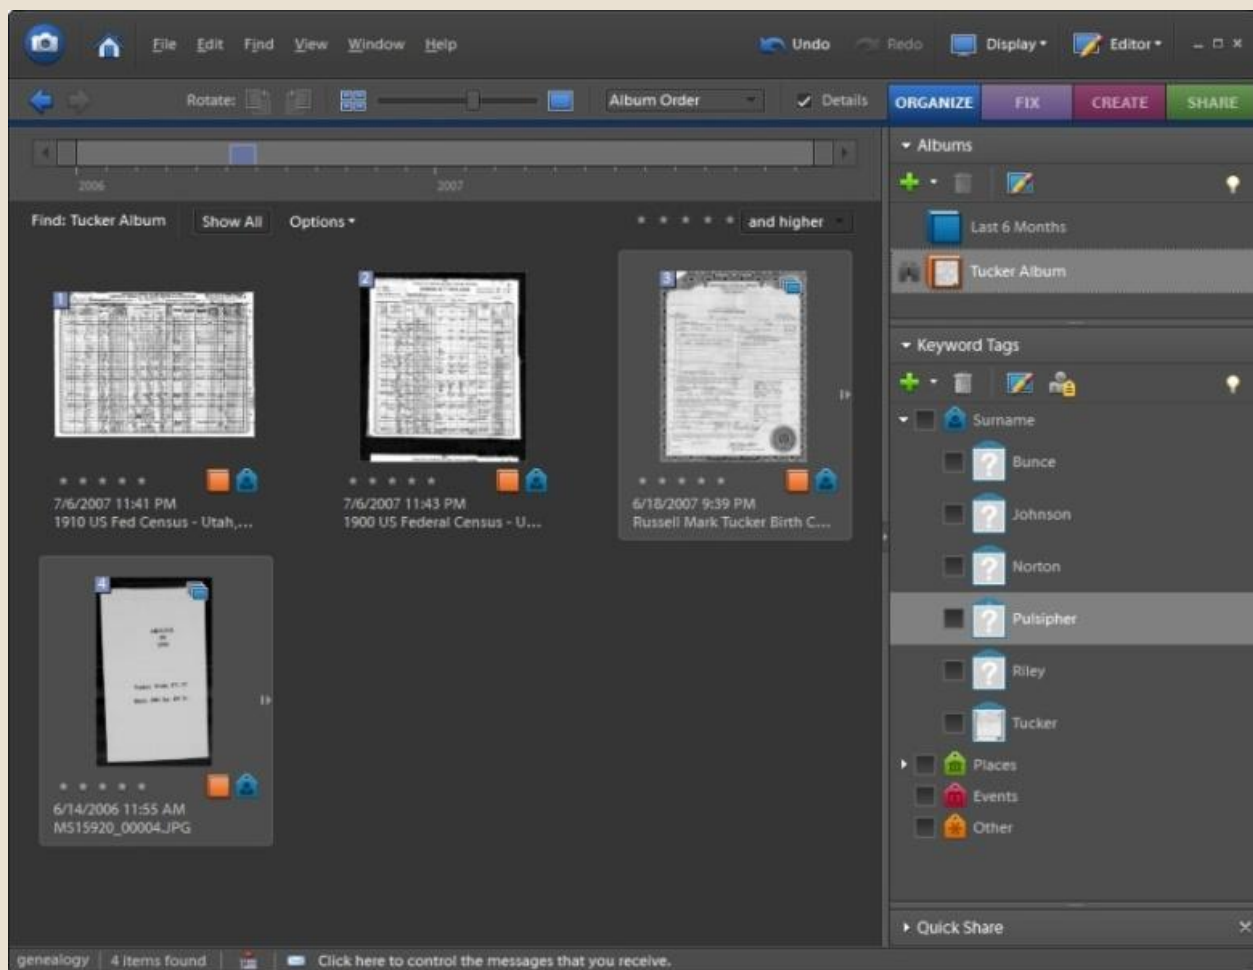 File Edit Find View Window Help Undo Redo Display Editor
Rotate: Album Order Details ORGANIZE FIX CREATE SHARE
2006 2007
Find: Tucker Album Show All Options and higher
1
7/6/2007 11:41 PM
1910 US Fed Census - Utah,...
2
7/6/2007 11:43 PM
1900 US Federal Census - U...
3
6/18/2007 9:39 PM
Russell Mark Tucker Birth C...
4
6/14/2006 11:55 AM
MS15920_00004.JPG
Albums
Last 6 Months
Tucker Album
Keyword Tags
Surname
Bunce
Johnson
Norton
Pulsipher
Riley
Tucker
Places
Events
Other
Quick Share
genealogy 4 items found Click here to control the messages that you receive.